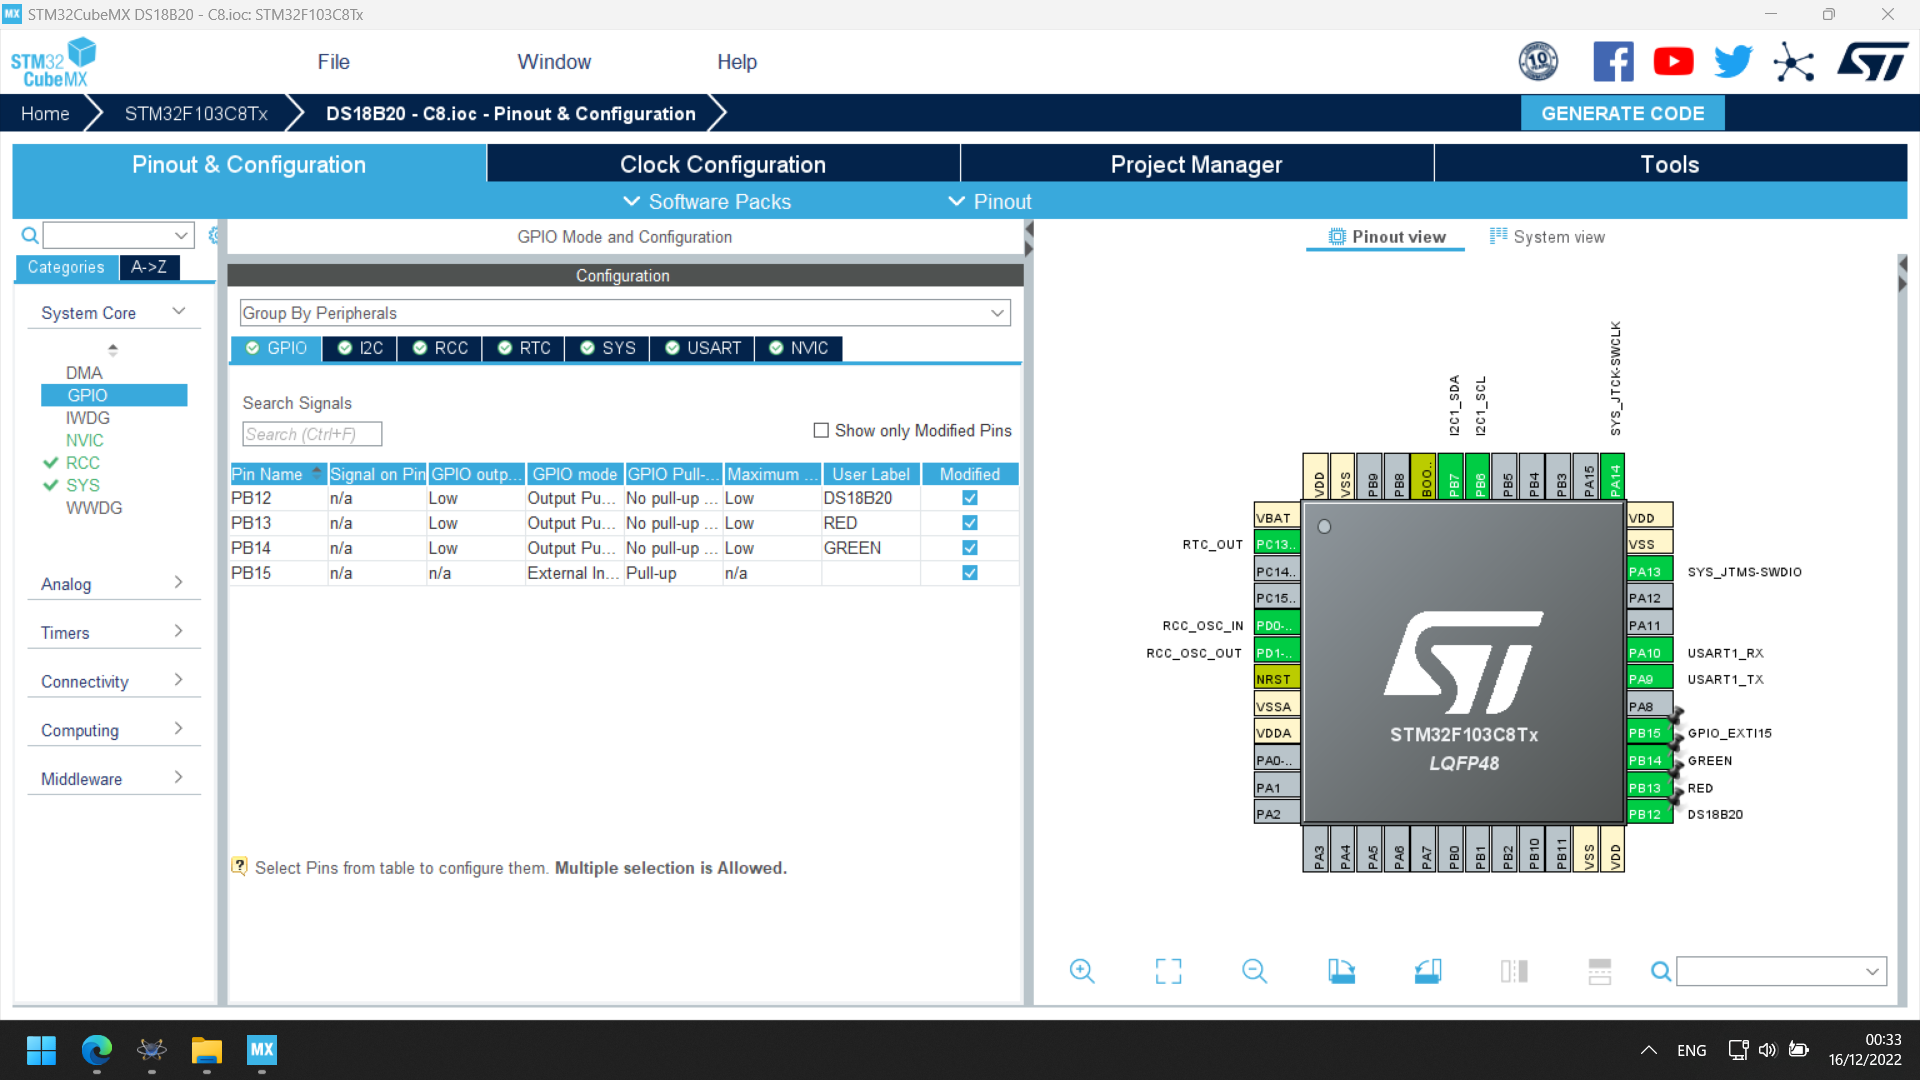 MX STM32CubeMX DS18B20 - C8.ioc: STM32F103C8Tx
STM32
CubeMX
File Window Help
10
Home STM32F103C8Tx DS18B20 - C8.ioc - Pinout & Configuration GENERATE CODE
Pinout & Configuration Clock Configuration Project Manager Tools
Software Packs Pinout
GPIO Mode and Configuration
Pinout view System view
Categories A->Z
Configuration
System Core
Group By Peripherals
GPIO I2C RCC RTC SYS USART NVIC
DMA
GPIO
IWDG
NVIC
RCC
SYS
WWDG
Analog
Timers
Connectivity
Computing
Middleware
Search Signals
Search (Ctrl+F)
Show only Modified Pins
Pin Name Signal on Pin GPIO outp... GPIO mode GPIO Pull-... Maximum ... User Label Modified
PB12 n/a Low Output Pu... No pull-up ... Low DS18B20
PB13 n/a Low Output Pu... No pull-up ... Low RED
PB14 n/a Low Output Pu... No pull-up ... Low GREEN
PB15 n/a n/a External In... Pull-up n/a
Select Pins from table to configure them. Multiple selection is Allowed.
I2C1_SDA
I2C1_SCL
SYS_JTCK-SWCLK
VDD
VSS
PB9
PB8
BOO..
PB7
PB6
PB5
PB4
PB3
PA15
PA14
VBAT
RTC_OUT PC13..
PC14..
PC15..
RCC_OSC_IN PD0-..
RCC_OSC_OUT PD1-..
NRST
VSSA
VDDA
PA0-..
PA1
PA2
STM32F103C8Tx
LQFP48
VDD
VSS
PA13 SYS_JTMS-SWDIO
PA12
PA11
PA10 USART1_RX
PA9 USART1_TX
PA8
PB15 GPIO_EXTI15
PB14 GREEN
PB13 RED
PB12 DS18B20
PA3
PA4
PA5
PA6
PA7
PB0
PB1
PB2
PB10
PB11
VSS
VDD
MX
ENG
00:33
16/12/2022